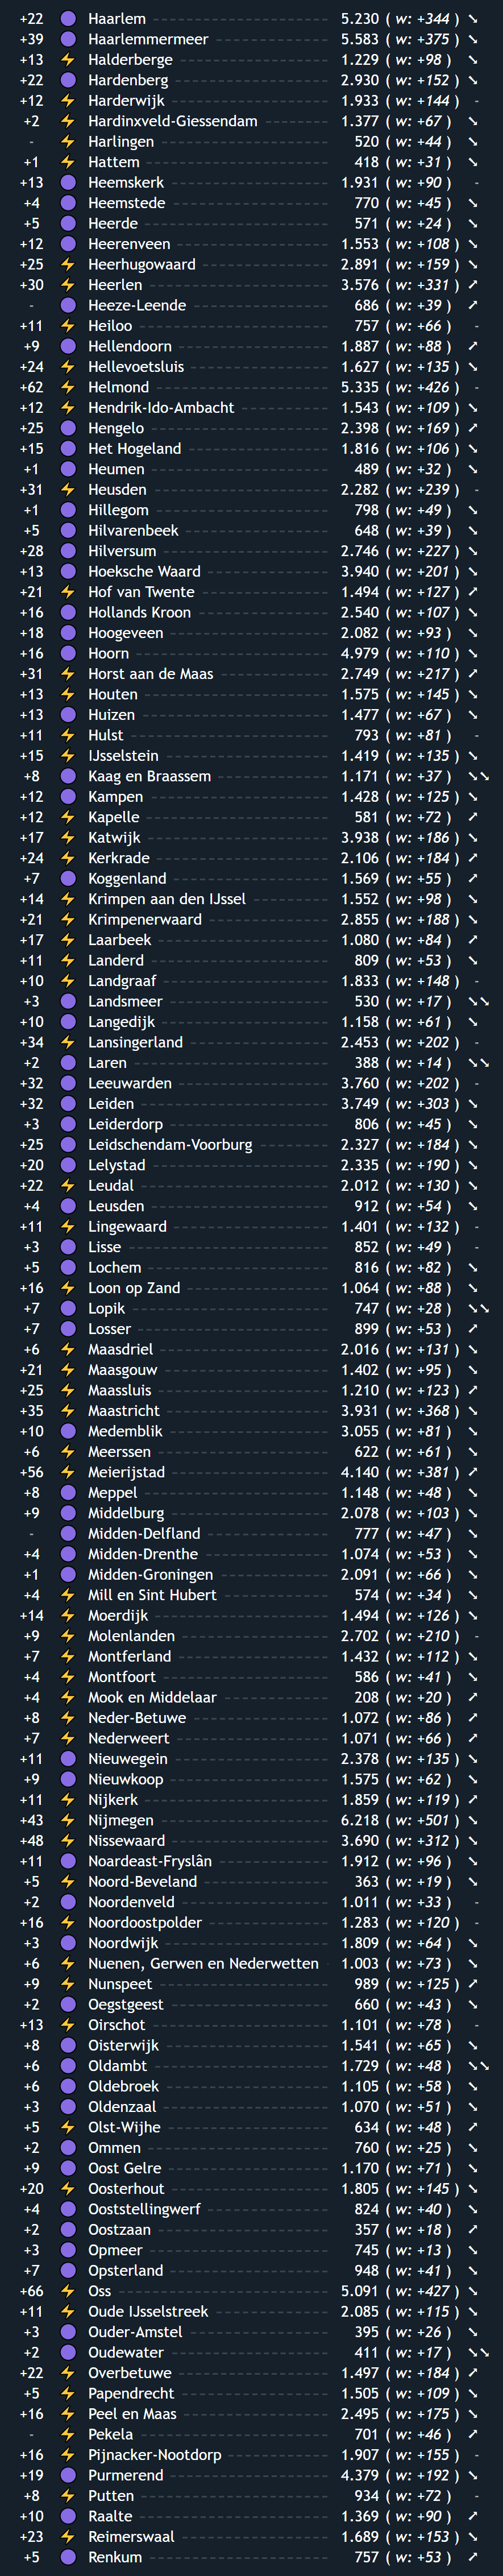 +22 Haarlem 5.230 ( w: +344 )
+39 Haarlemmermeer 5.583 ( w: +375 )
+13 Halderberge 1.229 ( w: +98 )
+22 Hardenberg 2.930 ( w: +152 )
+12 Harderwijk 1.933 ( w: +144 ) -
+2 Hardinxveld-Giessendam 1.377 ( w: +67 )
- Harlingen 520 ( w: +44 )
+1 Hattem 418 ( w: +31 )
+13 Heemskerk 1.931 ( w: +90 ) -
+4 Heemstede 770 ( w: +45 )
+5 Heerde 571 ( w: +24 )
+12 Heerenveen 1.553 ( w: +108 )
+25 Heerhugowaard 2.891 ( w: +159 )
+30 Heerlen 3.576 ( w: +331 )
- Heeze-Leende 686 ( w: +39 )
+11 Heiloo 757 ( w: +66 ) -
+9 Hellendoorn 1.887 ( w: +88 )
+24 Hellevoetsluis 1.627 ( w: +135 )
+62 Helmond 5.335 ( w: +426 ) -
+12 Hendrik-Ido-Ambacht 1.543 ( w: +109 )
+25 Hengelo 2.398 ( w: +169 )
+15 Het Hogeland 1.816 ( w: +106 )
+1 Heumen 489 ( w: +32 )
+31 Heusden 2.282 ( w: +239 ) -
+1 Hillegom 798 ( w: +49 )
+5 Hilvarenbeek 648 ( w: +39 )
+28 Hilversum 2.746 ( w: +227 )
+13 Hoeksche Waard 3.940 ( w: +201 )
+21 Hof van Twente 1.494 ( w: +127 )
+16 Hollands Kroon 2.540 ( w: +107 )
+18 Hoogeveen 2.082 ( w: +93 )
+16 Hoorn 4.979 ( w: +110 )
+31 Horst aan de Maas 2.749 ( w: +217 )
+13 Houten 1.575 ( w: +145 )
+13 Huizen 1.477 ( w: +67 )
+11 Hulst 793 ( w: +81 ) -
+15 IJsselstein 1.419 ( w: +135 )
+8 Kaag en Braassem 1.171 ( w: +37 )
+12 Kampen 1.428 ( w: +125 )
+12 Kapelle 581 ( w: +72 )
+17 Katwijk 3.938 ( w: +186 )
+24 Kerkrade 2.106 ( w: +184 )
+7 Koggenland 1.569 ( w: +55 )
+14 Krimpen aan den IJssel 1.552 ( w: +98 )
+21 Krimpenerwaard 2.855 ( w: +188 )
+17 Laarbeek 1.080 ( w: +84 )
+11 Landerd 809 ( w: +53 )
+10 Landgraaf 1.833 ( w: +148 ) -
+3 Landsmeer 530 ( w: +17 )
+10 Langedijk 1.158 ( w: +61 )
+34 Lansingerland 2.453 ( w: +202 ) -
+2 Laren 388 ( w: +14 )
+32 Leeuwarden 3.760 ( w: +202 ) -
+32 Leiden 3.749 ( w: +303 )
+3 Leiderdorp 806 ( w: +45 )
+25 Leidschendam-Voorburg 2.327 ( w: +184 )
+20 Lelystad 2.335 ( w: +190 )
+22 Leudal 2.012 ( w: +130 )
+4 Leusden 912 ( w: +54 )
+11 Lingewaard 1.401 ( w: +132 ) -
+3 Lisse 852 ( w: +49 ) -
+5 Lochem 816 ( w: +82 )
+16 Loon op Zand 1.064 ( w: +88 )
+7 Lopik 747 ( w: +28 )
+7 Losser 899 ( w: +53 )
+6 Maasdriel 2.016 ( w: +131 )
+21 Maasgouw 1.402 ( w: +95 )
+25 Maassluis 1.210 ( w: +123 )
+35 Maastricht 3.931 ( w: +368 )
+10 Medemblik 3.055 ( w: +81 )
+6 Meerssen 622 ( w: +61 )
+56 Meierijstad 4.140 ( w: +381 )
+8 Meppel 1.148 ( w: +48 )
+9 Middelburg 2.078 ( w: +103 )
- Midden-Delfland 777 ( w: +47 )
+4 Midden-Drenthe 1.074 ( w: +53 )
+1 Midden-Groningen 2.091 ( w: +66 )
+4 Mill en Sint Hubert 574 ( w: +34 )
+14 Moerdijk 1.494 ( w: +126 )
+9 Molenlanden 2.702 ( w: +210 ) -
+7 Montferland 1.432 ( w: +112 )
+4 Montfoort 586 ( w: +41 )
+4 Mook en Middelaar 208 ( w: +20 )
+8 Neder-Betuwe 1.072 ( w: +86 )
+7 Nederweert 1.071 ( w: +66 )
+11 Nieuwegein 2.378 ( w: +135 )
+9 Nieuwkoop 1.575 ( w: +62 )
+11 Nijkerk 1.859 ( w: +119 )
+43 Nijmegen 6.218 ( w: +501 )
+48 Nissewaard 3.690 ( w: +312 )
+11 Noardeast-Fryslân 1.912 ( w: +96 )
+5 Noord-Beveland 363 ( w: +19 )
+2 Noordenveld 1.011 ( w: +33 ) -
+16 Noordoostpolder 1.283 ( w: +120 ) -
+3 Noordwijk 1.809 ( w: +64 )
+6 Nuenen, Gerwen en Nederwetten 1.003 ( w: +73 )
+9 Nunspeet 989 ( w: +125 )
+2 Oegstgeest 660 ( w: +43 )
+13 Oirschot 1.101 ( w: +78 ) -
+8 Oisterwijk 1.541 ( w: +65 )
+6 Oldambt 1.729 ( w: +48 )
+6 Oldebroek 1.105 ( w: +58 )
+3 Oldenzaal 1.070 ( w: +51 )
+5 Olst-Wijhe 634 ( w: +48 )
+2 Ommen 760 ( w: +25 )
+9 Oost Gelre 1.170 ( w: +71 )
+20 Oosterhout 1.805 ( w: +145 )
+4 Ooststellingwerf 824 ( w: +40 )
+2 Oostzaan 357 ( w: +18 )
+3 Opmeer 745 ( w: +13 )
+7 Opsterland 948 ( w: +41 )
+66 Oss 5.091 ( w: +427 )
+11 Oude IJsselstreek 2.085 ( w: +115 )
+3 Ouder-Amstel 395 ( w: +26 )
+2 Oudewater 411 ( w: +17 )
+22 Overbetuwe 1.497 ( w: +184 )
+5 Papendrecht 1.505 ( w: +109 )
+16 Peel en Maas 2.495 ( w: +175 )
- Pekela 701 ( w: +46 )
+16 Pijnacker-Nootdorp 1.907 ( w: +155 ) -
+19 Purmerend 4.379 ( w: +192 )
+8 Putten 934 ( w: +72 ) -
+10 Raalte 1.369 ( w: +90 )
+23 Reimerswaal 1.689 ( w: +153 )
+5 Renkum 757 ( w: +53 )